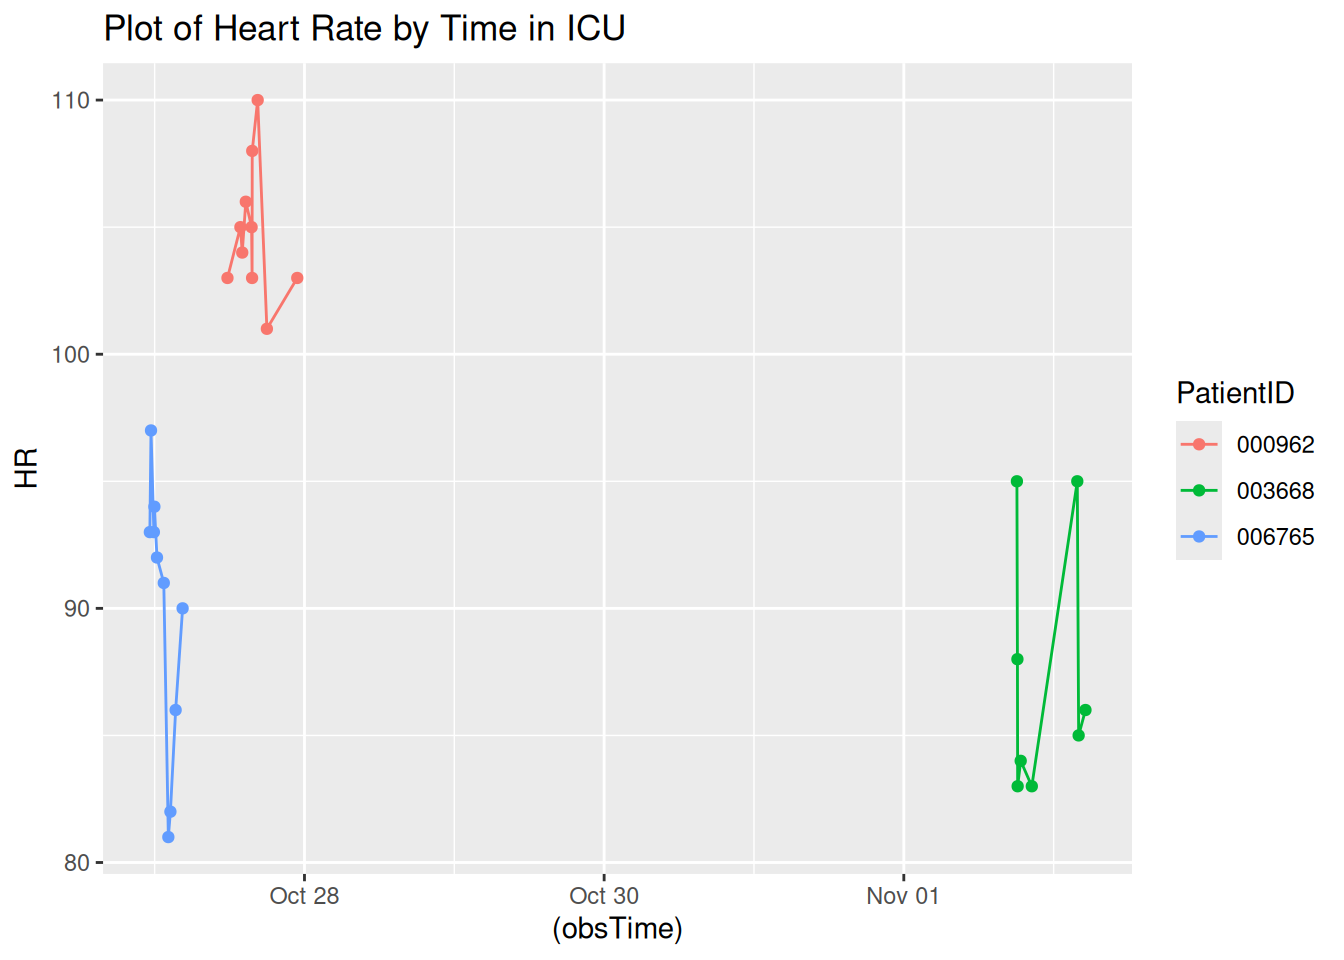 Plot of Heart Rate by Time in ICU
110
100
90
80
HR
Oct 28
Oct 30
Nov 01
(obsTime)
PatientID
000962
003668
006765